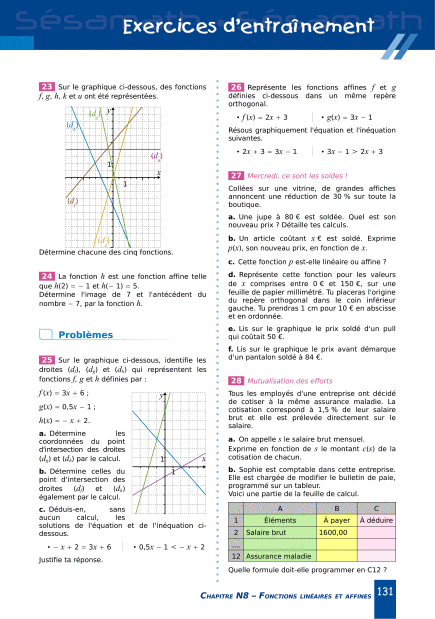 Sésamath - Sésamath
Exercices d'entraînement
23 Sur le graphique ci-dessous, des fonctions
f, g, h, k et u ont été représentées.
y
x
1
1
Détermine chacune des cinq fonctions.
24 La fonction h est une fonction affine telle
que h(2) = − 1 et h(− 1) = 5.
Détermine l'image de 7 et l'antécédent du
nombre − 7, par la fonction h.
Problèmes
25 Sur le graphique ci-dessous, identifie les
droites (df), (dg) et (dh) qui représentent les
fonctions f, g et h définies par :
f (x) = 3x + 6 ;
g(x) = 0,5x − 1 ;
h(x) = − x + 2.
a. Détermine les
coordonnées du point
d'intersection des droites
(dg) et (dh) par le calcul.
b. Détermine celles du
point d'intersection des
droites (df) et (dh)
également par le calcul.
c. Déduis-en, sans
aucun calcul, les
solutions de l'équation et de l'inéquation ci-
dessous.
• − x + 2 = 3x + 6 • 0,5x − 1 < − x + 2
Justifie ta réponse.
y
x
1
1
26 Représente les fonctions affines f et g
définies ci-dessous dans un même repère
orthogonal.
• f (x) = 2x + 3 • g(x) = 3x − 1
Résous graphiquement l'équation et l'inéquation
suivantes.
• 2x + 3 = 3x − 1 • 3x − 1 > 2x + 3
27 Mercredi, ce sont les soldes !
Collées sur une vitrine, de grandes affiches
annoncent une réduction de 30 % sur toute la
boutique.
a. Une jupe à 80 € est soldée. Quel est son
nouveau prix ? Détaille tes calculs.
b. Un article coûtant x € est soldé. Exprime
p(x), son nouveau prix, en fonction de x.
c. Cette fonction p est-elle linéaire ou affine ?
d. Représente cette fonction pour les valeurs
de x comprises entre 0 € et 150 €, sur une
feuille de papier millimétré. Tu placeras l'origine
du repère orthogonal dans le coin inférieur
gauche. Tu prendras 1 cm pour 10 € en abscisse
et en ordonnée.
e. Lis sur le graphique le prix soldé d'un pull
qui coûtait 50 €.
f. Lis sur le graphique le prix avant démarque
d'un pantalon soldé à 84 €.
28 Mutualisation des efforts
Tous les employés d'une entreprise ont décidé
de cotiser à la même assurance maladie. La
cotisation correspond à 1,5 % de leur salaire
brut et elle est prélevée directement sur le
salaire.
a. On appelle s le salaire brut mensuel.
Exprime en fonction de s le montant c(s) de la
cotisation de chacun.
b. Sophie est comptable dans cette entreprise.
Elle est chargée de modifier le bulletin de paie,
programmé sur un tableur.
Voici une partie de la feuille de calcul.
A B C
1 Éléments À payer À déduire
2 Salaire brut 1600,00
....
12 Assurance maladie
Quelle formule doit-elle programmer en C12 ?
CHAPITRE N8 – FONCTIONS LINÉAIRES ET AFFINES 131